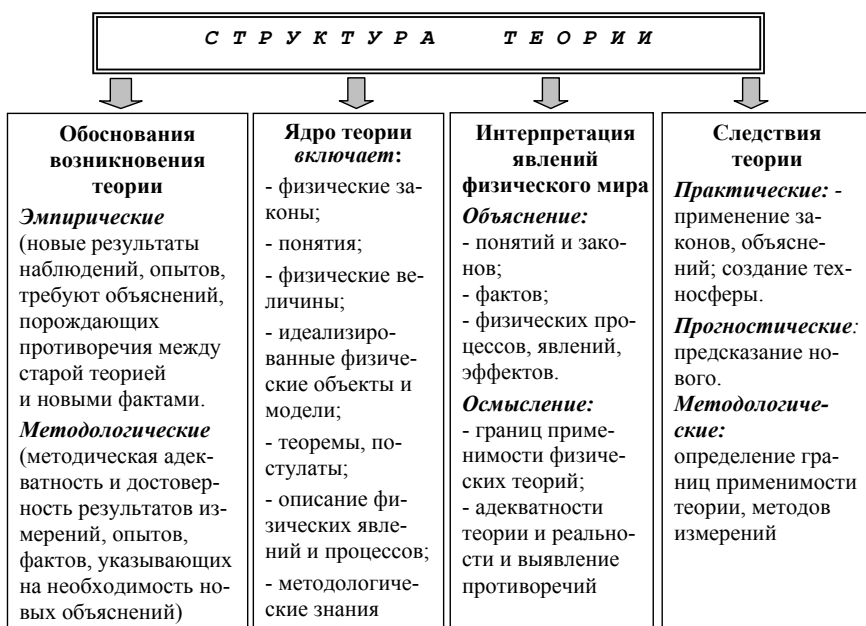 СТРУКТУРА ТЕОРИИ
Обоснования
возникновения
теории
Эмпирические
(новые результаты
наблюдений, опытов,
требуют объяснений,
порождающих
противоречия между
старой теорией
и новыми фактами.
Методологические
(методическая адек-
ватность и достовер-
ность результатов из-
мерений, опытов,
фактов, указывающих
на необходимость но-
вых объяснений)
Ядро теории
включает:
- физические за-
коны;
- понятия;
- физические ве-
личины;
- идеализиро-
ванные физиче-
ские объекты и
модели;
- теоремы, по-
стулаты;
- описание фи-
зических явле-
ний и процессов;
- методологиче-
ские знания
Интерпретация
явлений
физического мира
Объяснение:
- понятий и зако-
нов;
- фактов;
- физических про-
цессов, явлений,
эффектов.
Осмысление:
- границ приме-
нимости физиче-
ских теорий;
- адекватности
теории и реально-
сти и выявление
противоречий
Следствия
теории
Практические: -
применение за-
конов, объясне-
ний; создание тех-
носферы.
Прогностические:
предсказание но-
вого.
Методологиче-
ские:
определение гра-
ниц применимости
теории, методов
измерений